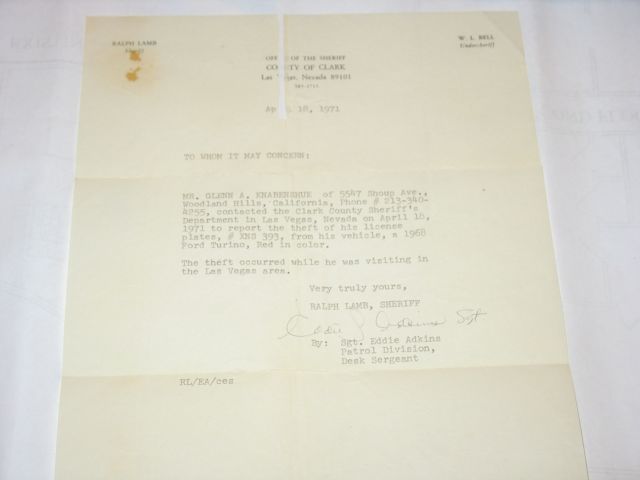 RALPH LAMB
Sheriff
W. L. BELL
Undersheriff
OFFICE OF THE SHERIFF
COUNTY OF CLARK
Las Vegas, Nevada 89101
April 18, 1971
TO WHOM IT MAY CONCERN:
MR. GLENN A. KNABENSHUE of 5547 Shoup Ave.,
Woodland Hills, California, Phone # 213-340-
4255, contacted the Clark County Sheriff's
Department in Las Vegas, Nevada on April 18,
1971 to report the theft of his license
plates, # XNS 393, from his vehicle, a 1968
Ford Turino, Red in color.
The theft occurred while he was visiting in
the Las Vegas area.
Very truly yours,
RALPH LAMB, SHERIFF
Eddie J Adkins Sgt
By: Sgt. Eddie Adkins
Patrol Division,
Desk Sergeant
RL/EA/ces